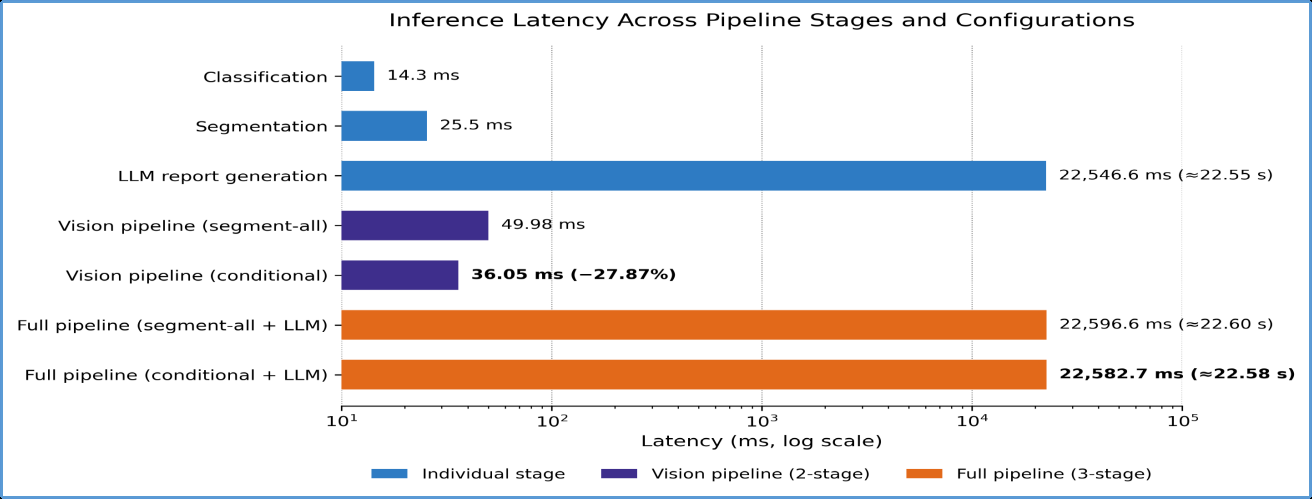 Inference Latency Across Pipeline Stages and Configurations
Classification 14.3 ms
Segmentation 25.5 ms
LLM report generation 22,546.6 ms (≈22.55 s)
Vision pipeline (segment-all) 49.98 ms
Vision pipeline (conditional) 36.05 ms (−27.87%)
Full pipeline (segment-all + LLM) 22,596.6 ms (≈22.60 s)
Full pipeline (conditional + LLM) 22,582.7 ms (≈22.58 s)
10¹ 10² 10³ 10⁴ 10⁵
Latency (ms, log scale)
Individual stage Vision pipeline (2-stage) Full pipeline (3-stage)